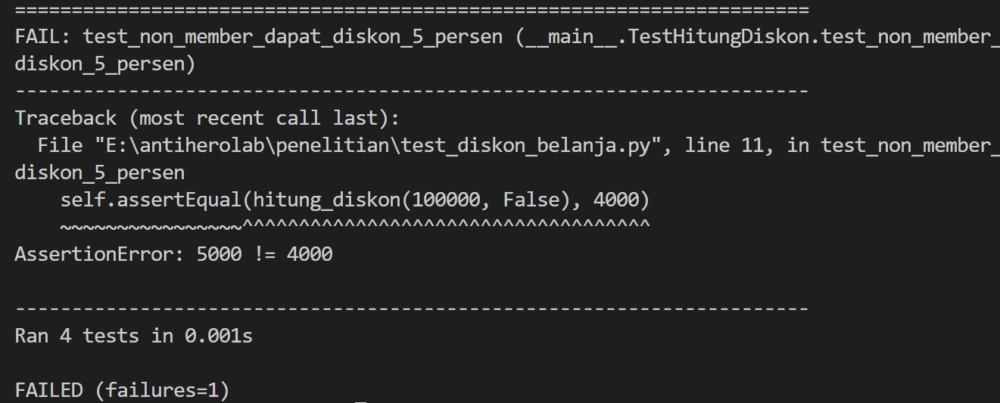 ======================================================================
FAIL: test_non_member_dapat_diskon_5_persen (__main__.TestHitungDiskon.test_non_member_
diskon_5_persen)
----------------------------------------------------------------------
Traceback (most recent call last):
  File "E:\antiherolab\penelitian\test_diskon_belanja.py", line 11, in test_non_member_
diskon_5_persen
    self.assertEqual(hitung_diskon(100000, False), 4000)
    ~~~~~~~~~~~~~~~~^^^^^^^^^^^^^^^^^^^^^^^^^^^^^^^^^^^^
AssertionError: 5000 != 4000

----------------------------------------------------------------------
Ran 4 tests in 0.001s

FAILED (failures=1)